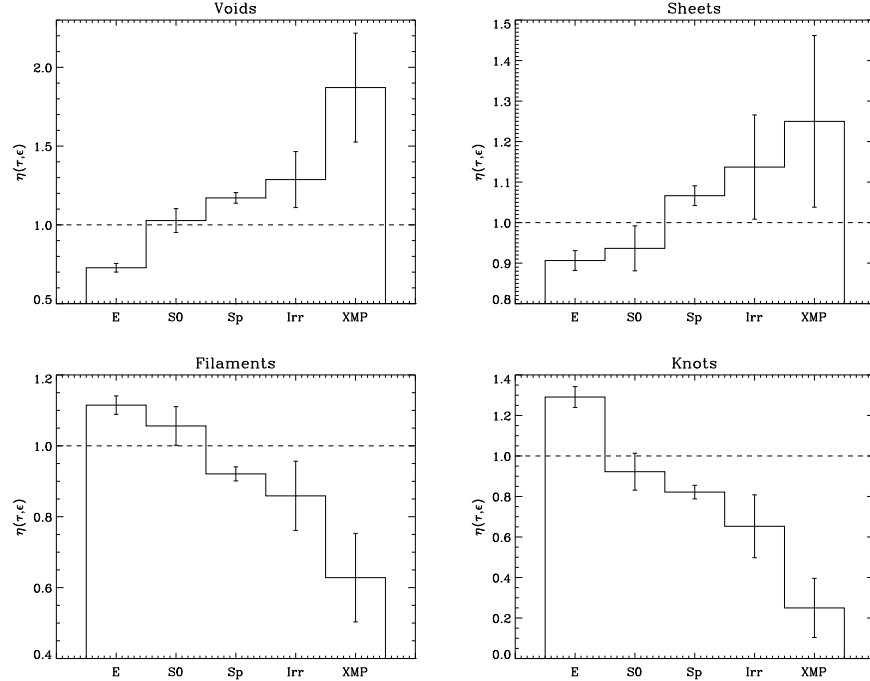 Voids
2.0
1.5
1.0
0.5
η(τ,ϵ)
E S0 Sp Irr XMP
Sheets
1.5
1.4
1.3
1.2
1.1
1.0
0.9
0.8
η(τ,ϵ)
E S0 Sp Irr XMP
Filaments
1.2
1.0
0.8
0.6
0.4
η(τ,ϵ)
E S0 Sp Irr XMP
Knots
1.4
1.2
1.0
0.8
0.6
0.4
0.2
0.0
η(τ,ϵ)
E S0 Sp Irr XMP